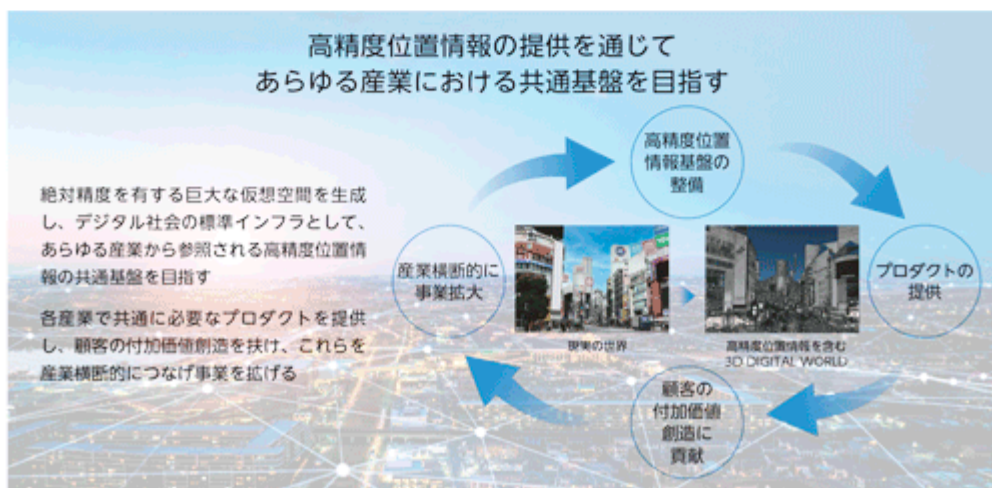 高精度位置情報の提供を通じて
あらゆる産業における共通基盤を目指す
絶対精度を有する巨大な仮想空間を生成
し、デジタル社会の標準インフラとして、
あらゆる産業から参照される高精度位置情
報の共通基盤を目指す
各産業で共通に必要なプロダクトを提供
し、顧客の付加価値創造を扶け、これらを
産業横断的につなげ事業を拡げる
高精度位置
情報基盤の
整備
産業横断的に
事業拡大
プロダクトの
提供
現実の世界
高精度位置情報を含む
3D DIGITAL WORLD
顧客の
付加価値
創造に
貢献